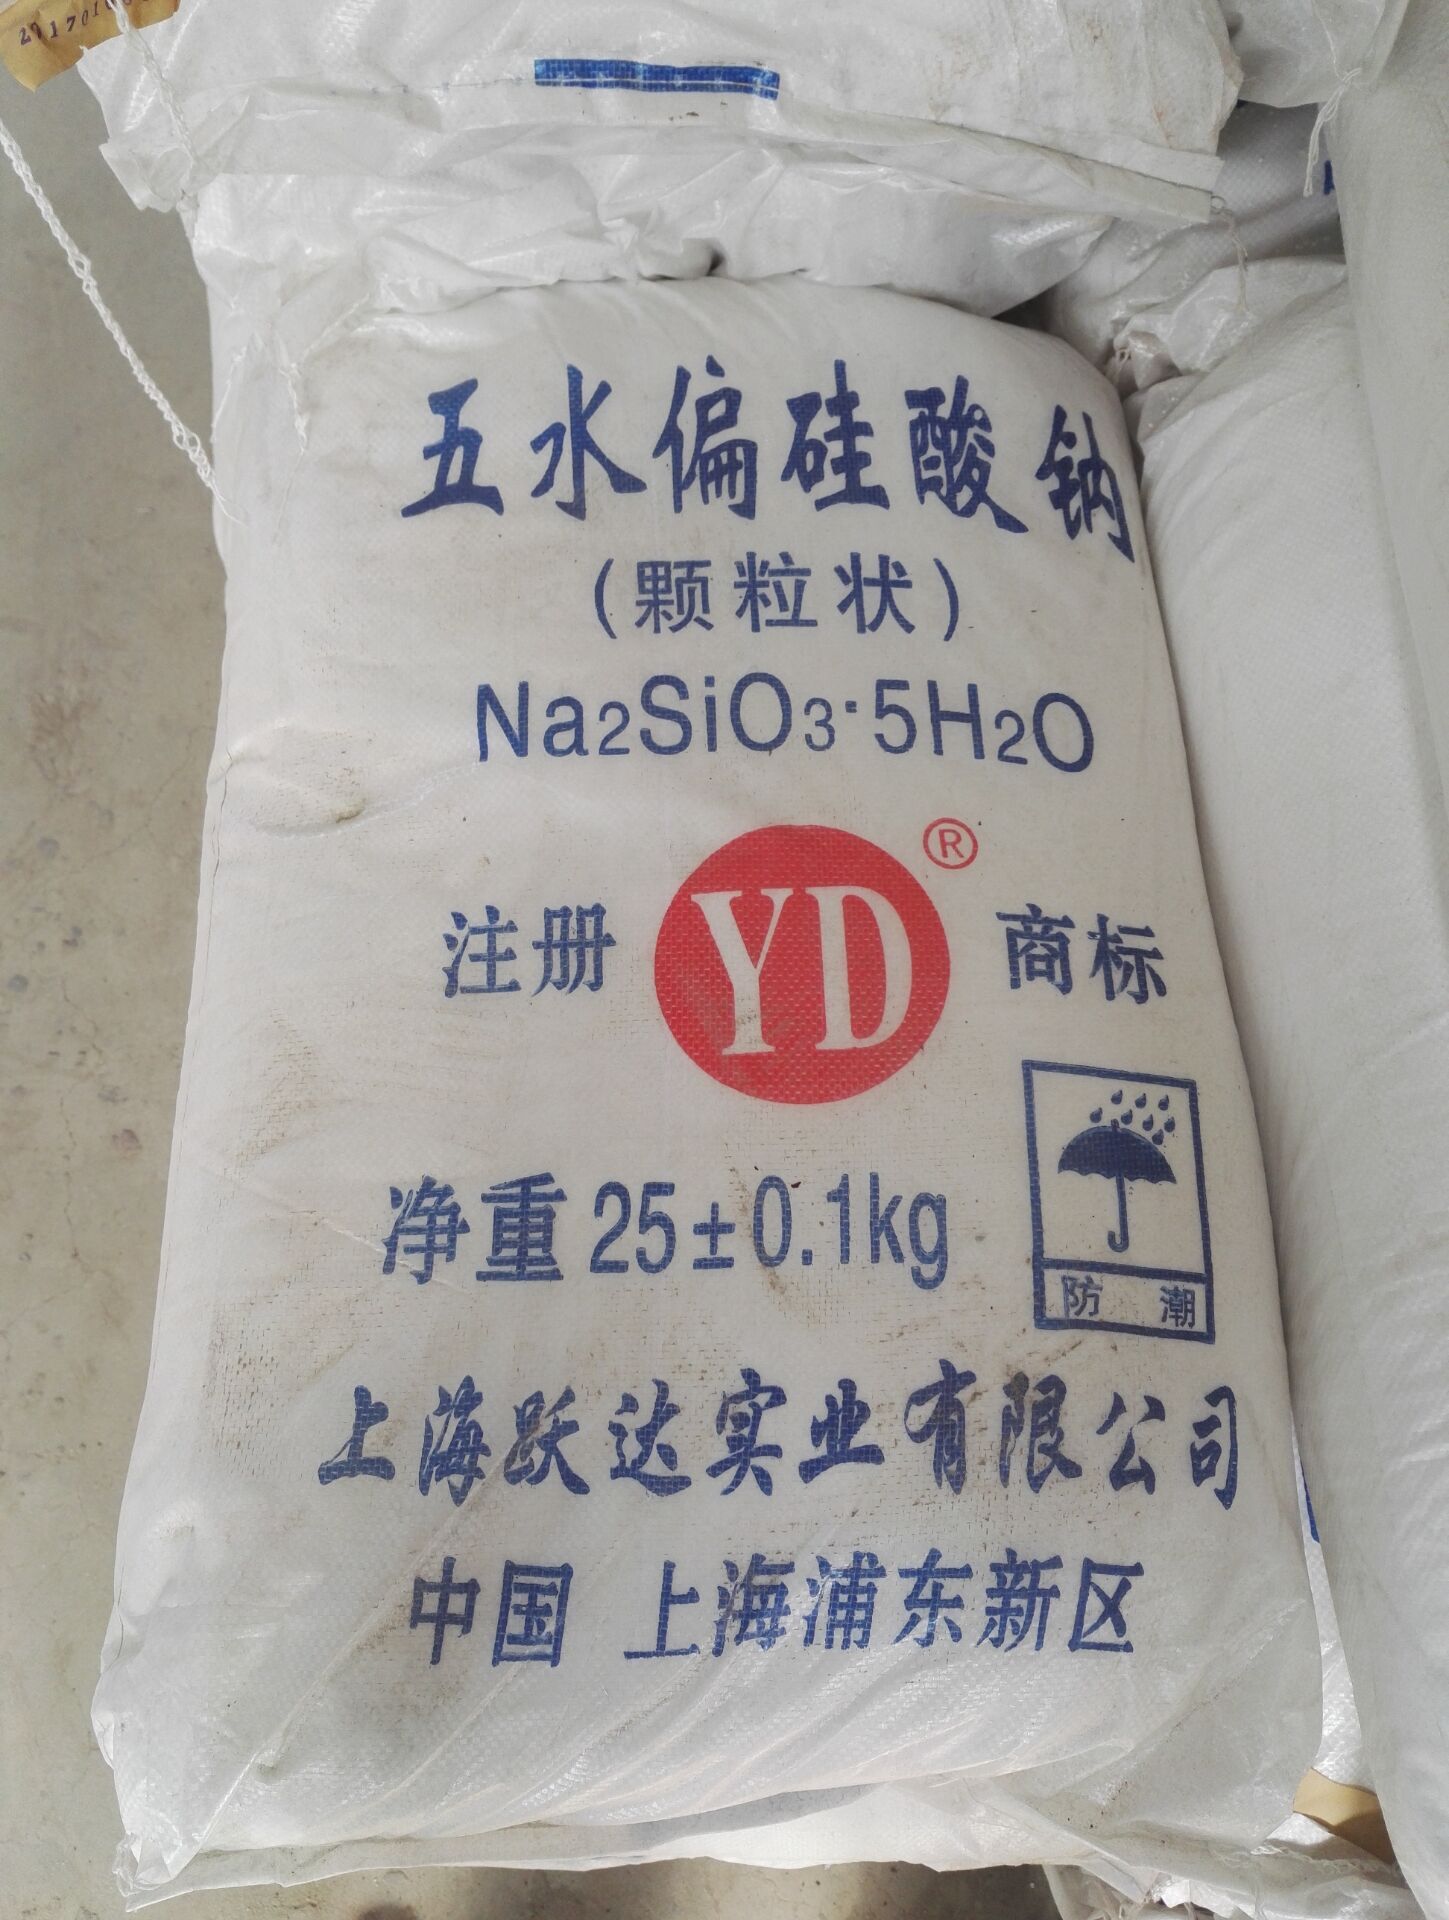 五水偏硅酸钠
(颗粒状)
Na2SiO3·5H2O
注册 YD® 商标
净重 25±0.1kg
防潮
上海跃达实业有限公司
中国 上海浦东新区